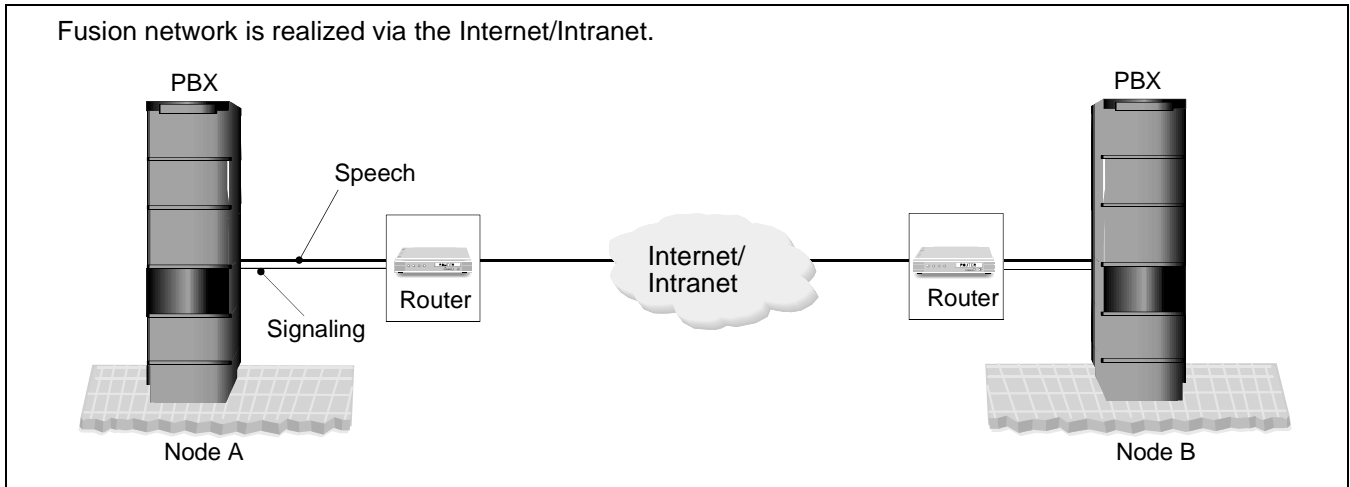 Fusion network is realized via the Internet/Intranet.
PBX
PBX
Speech
Internet/
Intranet
Router
Router
Signaling
Node A
Node B